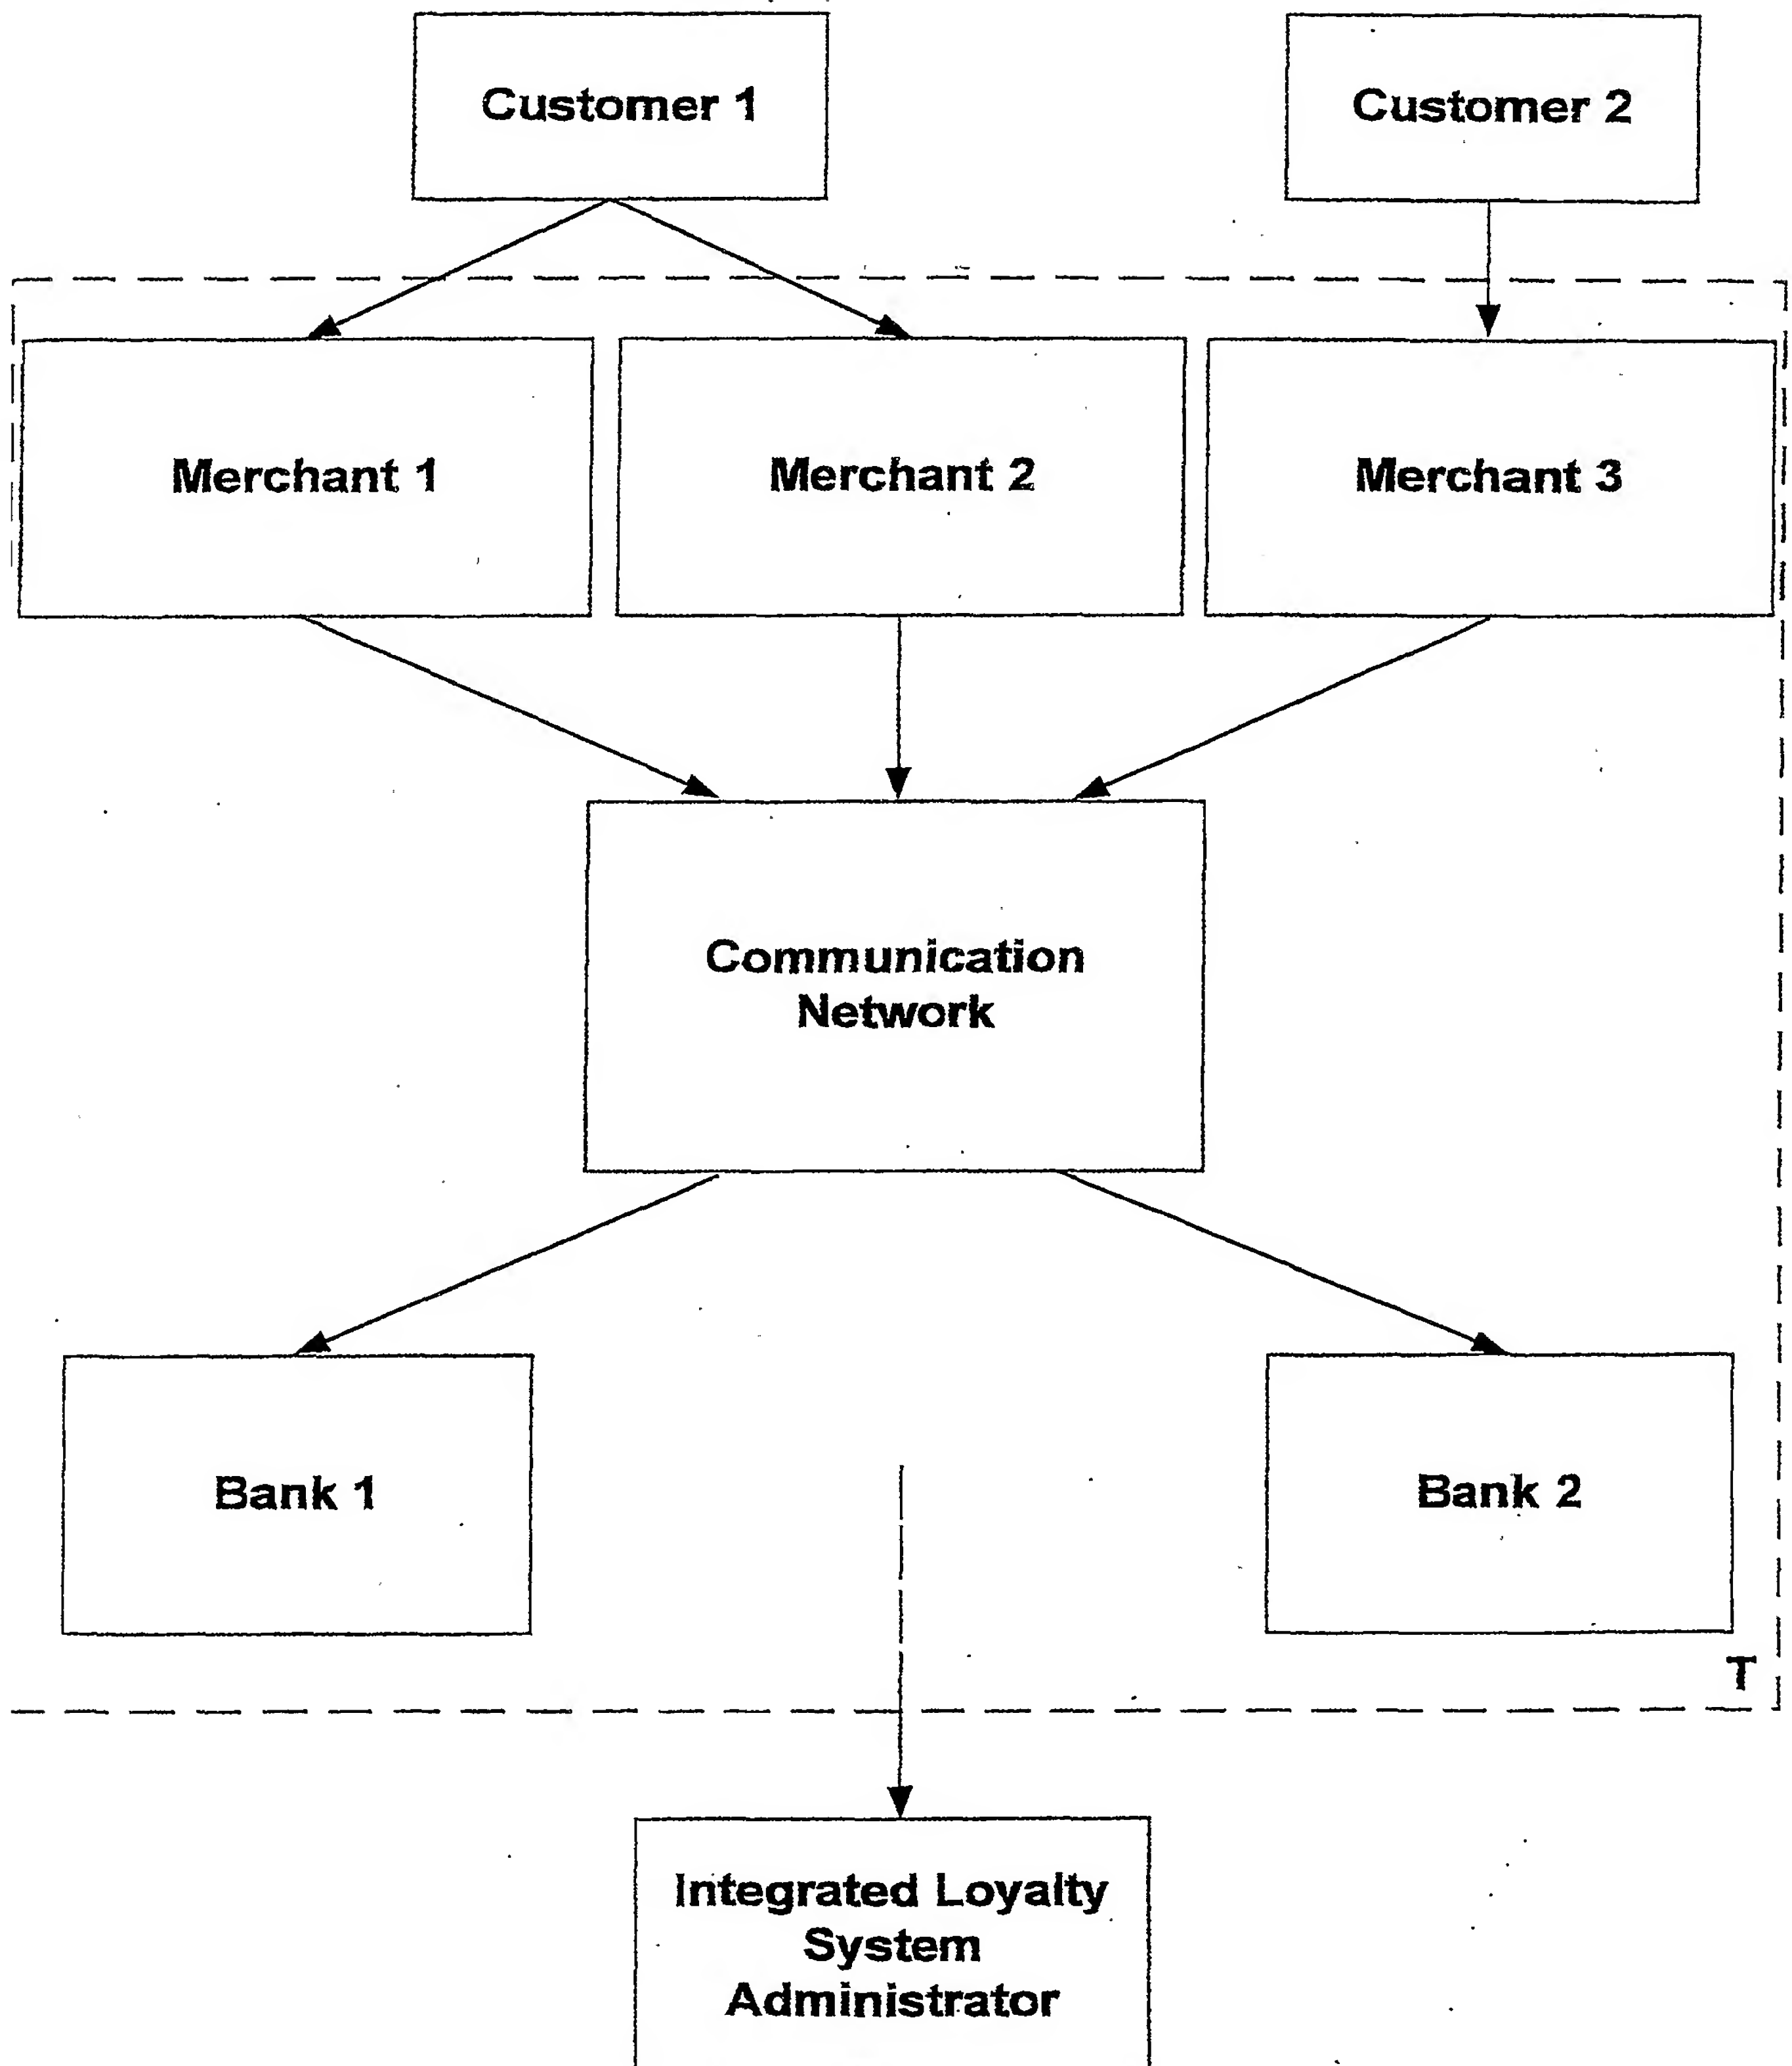 Customer 1
Customer 2
Merchant 1
Merchant 2
Merchant 3
Communication
Network
Bank 1
Bank 2
T
Integrated Loyalty
System
Administrator